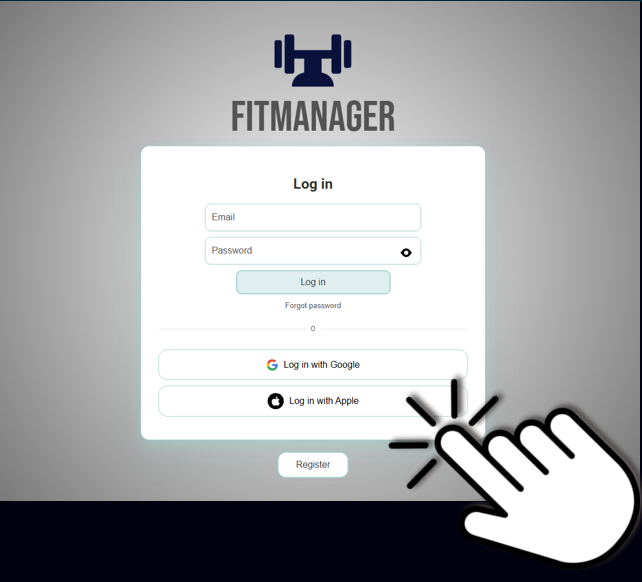 FITMANAGER
Log in
Email
Password
Log in
Forgot password
O
Log in with Google
Log in with Apple
Register